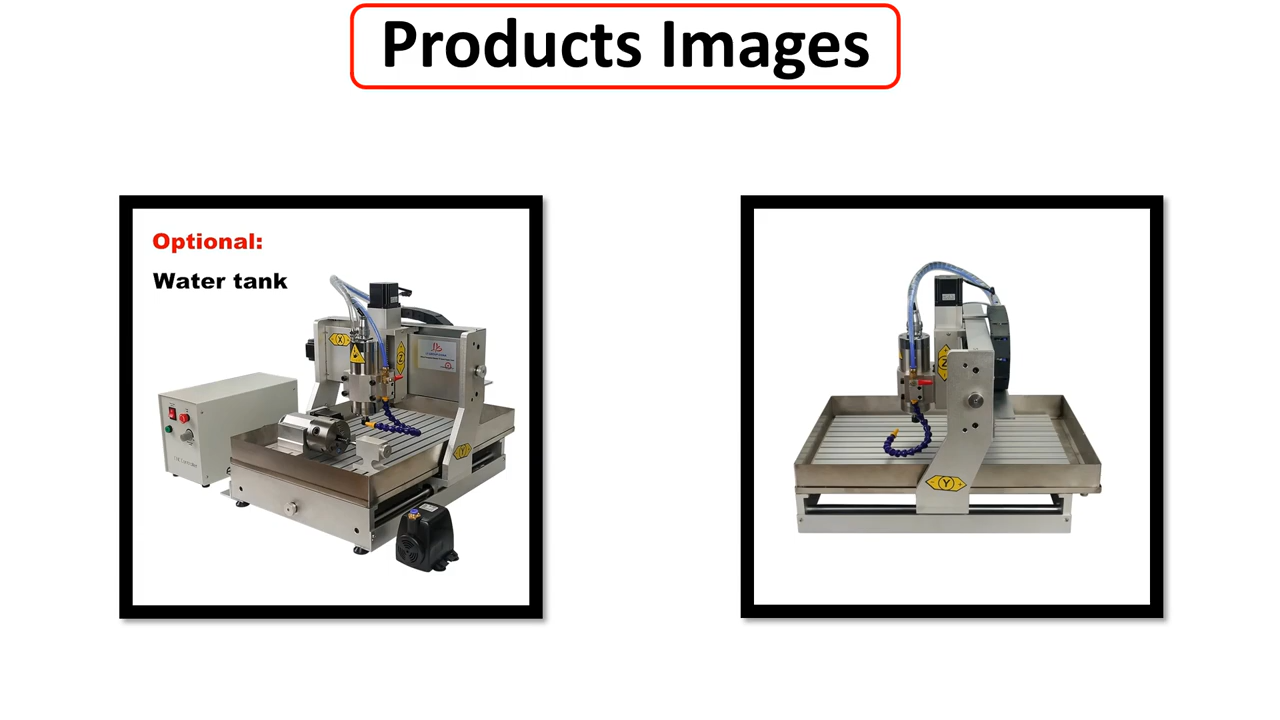 Products Images
Optional:
Water tank
X
Z
Y
Z
Y